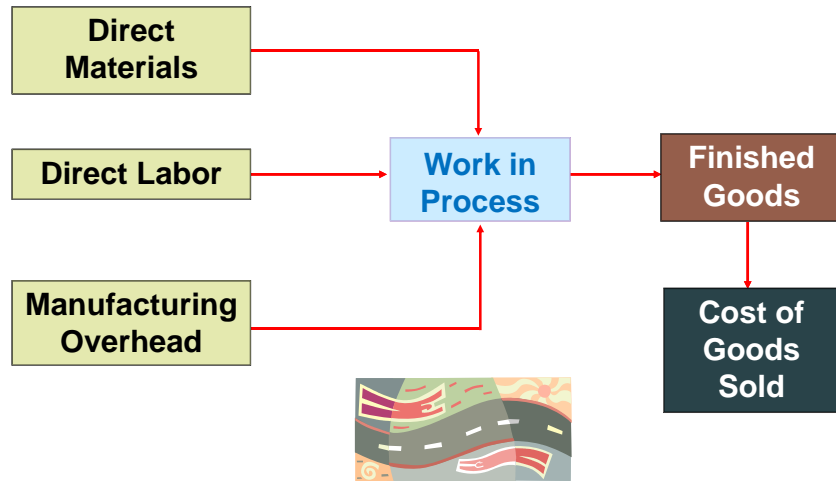 Direct
Materials
Direct Labor
Manufacturing
Overhead
Work in
Process
Finished
Goods
Cost of
Goods
Sold